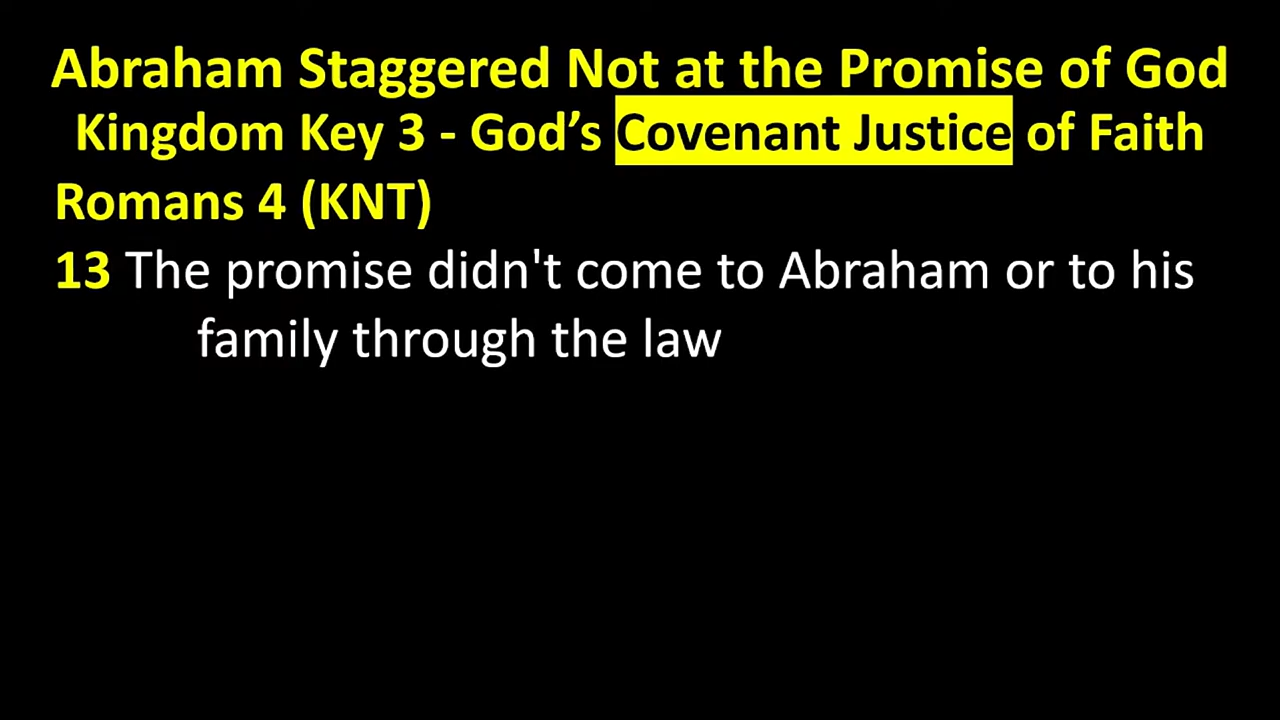 Abraham Staggered Not at the Promise of God
Kingdom Key 3 - God’s Covenant Justice of Faith
Romans 4 (KNT)
13 The promise didn't come to Abraham or to his
family through the law